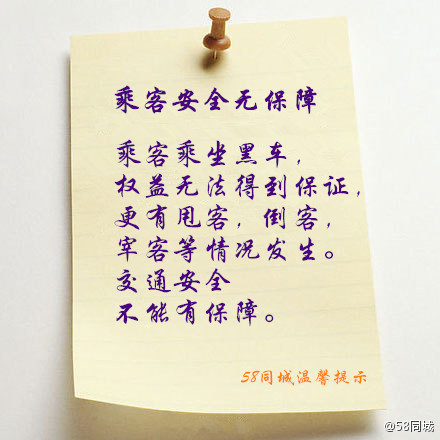 乘客安全无保障
乘客乘坐黑车,
权益无法得到保证,
更有甩客,倒客,
宰客等情况发生。
交通安全
不能有保障。
58同城温馨提示
@58同城